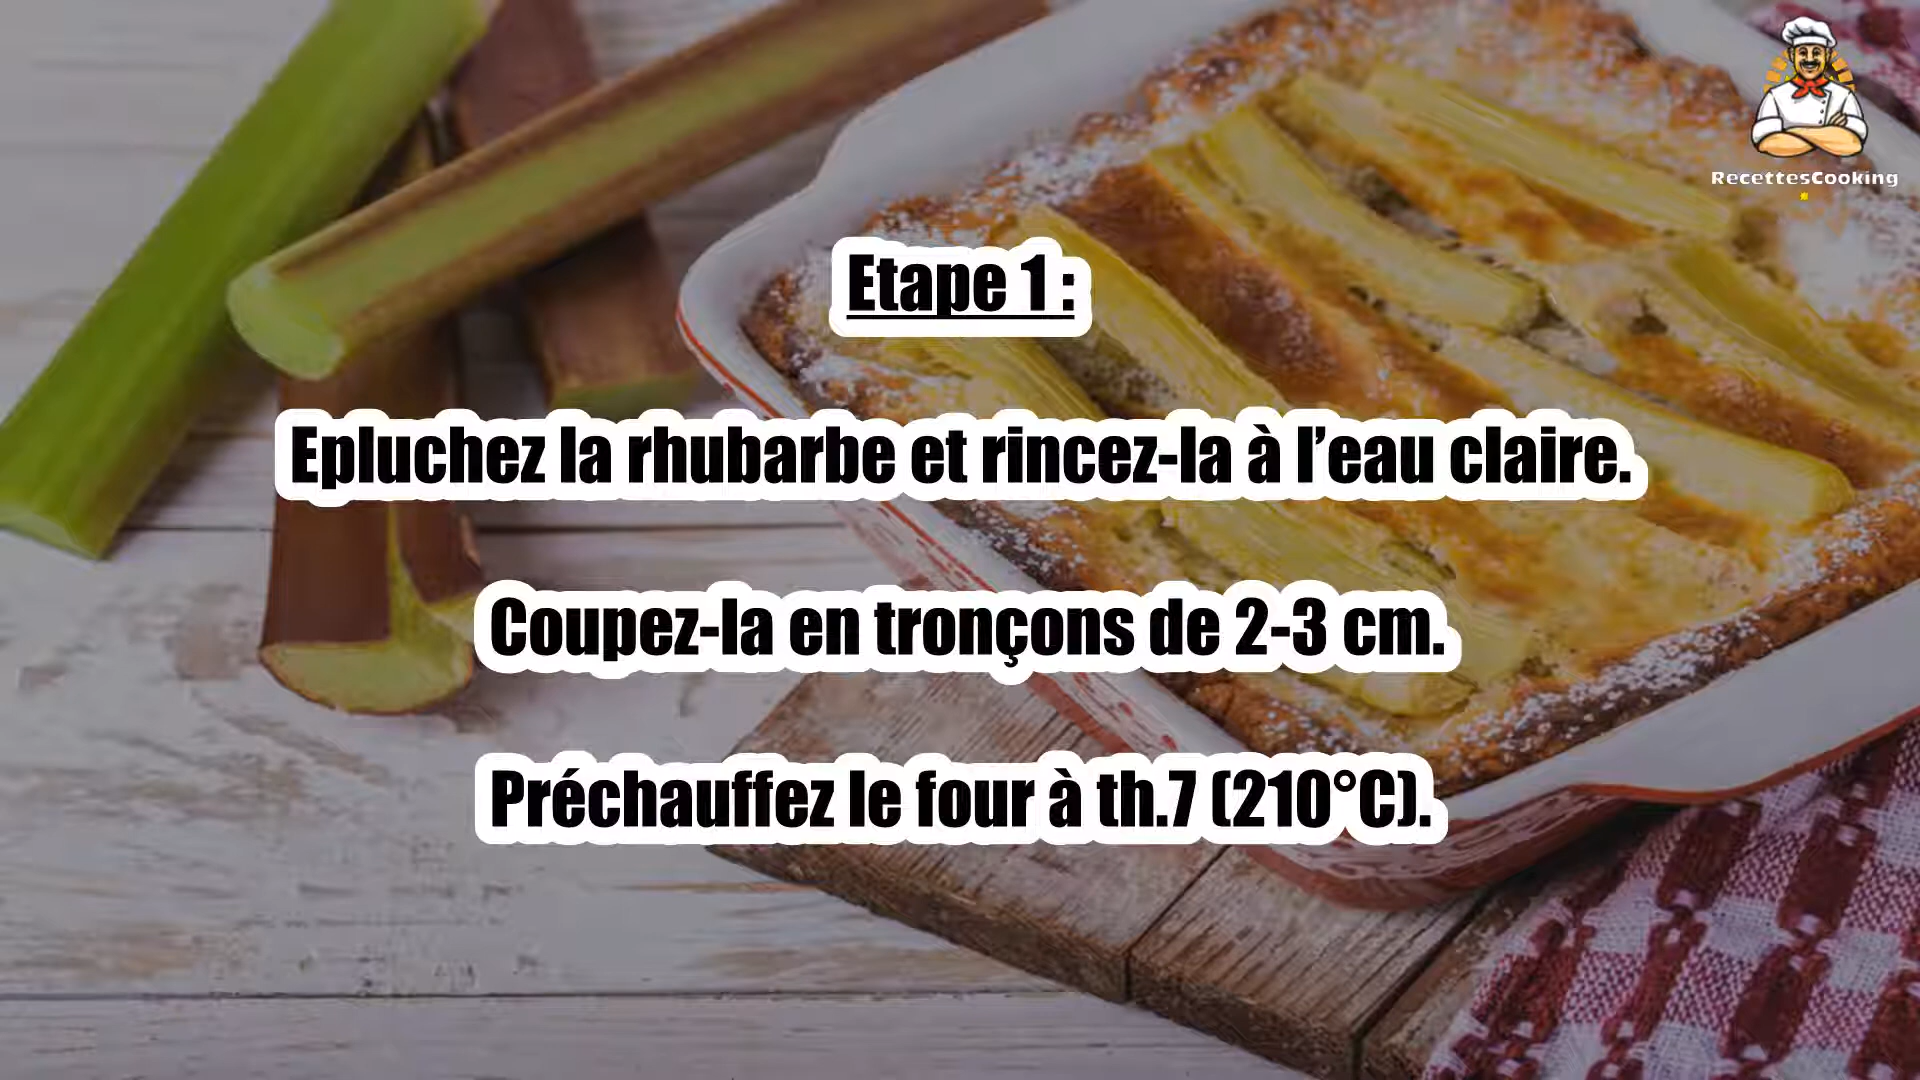 RecettesCooking
Etape 1 :
Epluchez la rhubarbe et rincez-la à l’eau claire.
Coupez-la en tronçons de 2-3 cm.
Préchauffez le four à th.7 (210°C).